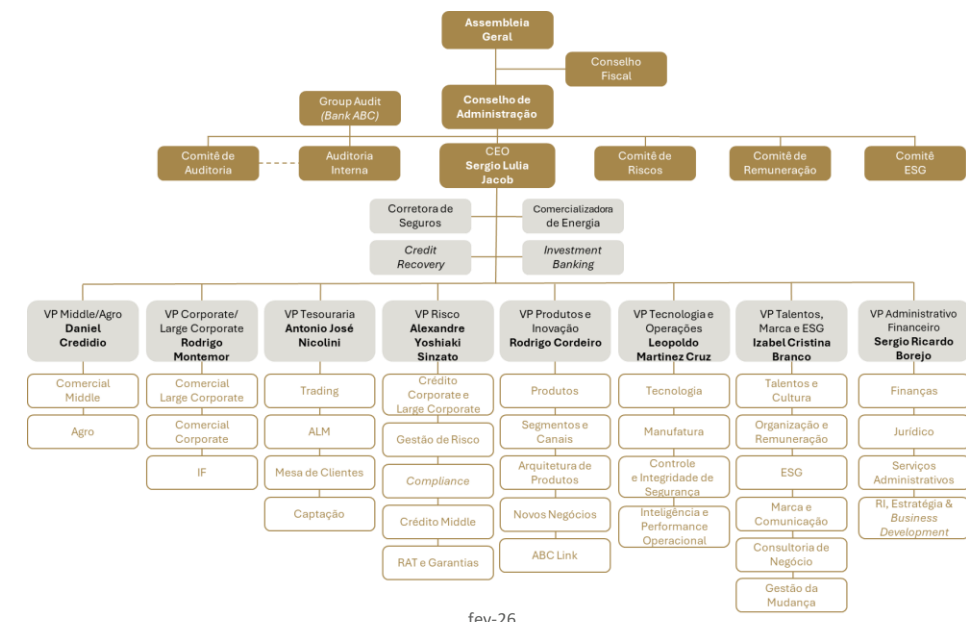 Assembleia
Geral
Conselho
Fiscal
Group Audit
(Bank ABC)
Conselho de
Administração
Comitê de
Auditoria
Auditoria
Interna
CEO
Sergio Lulia
Jacob
Comitê de
Riscos
Comitê de
Remuneração
Comitê
ESG
Corretora de
Seguros
Comercializadora
de Energia
Credit
Recovery
Investment
Banking
VP Middle/Agro
Daniel
Credidio
VP Corporate/
Large Corporate
Rodrigo
Montemor
VP Tesouraria
Antonio José
Nicolini
VP Risco
Alexandre
Yoshiaki
Sinzato
VP Produtos e
Inovação
Rodrigo Cordeiro
VP Tecnologia e
Operações
Leopoldo
Martinez Cruz
VP Talentos,
Marca e ESG
Izabel Cristina
Branco
VP Administrativo
Financeiro
Sergio Ricardo
Borejo
Comercial
Middle
Agro
Comercial
Large Corporate
Comercial
Corporate
IF
Trading
ALM
Mesa de Clientes
Captação
Crédito
Corporate e
Large Corporate
Gestão de Risco
Compliance
Crédito Middle
RAT e Garantias
Produtos
Segmentos e
Canais
Arquitetura de
Produtos
Novos Negócios
ABC Link
Tecnologia
Manufatura
Controle
e Integridade de
Segurança
Inteligência e
Performance
Operacional
Talentos e
Cultura
Organização e
Remuneração
ESG
Marca e
Comunicação
Consultoria de
Negócio
Gestão da
Mudança
Finanças
Jurídico
Serviços
Administrativos
RI, Estratégia &
Business
Development
fev-26